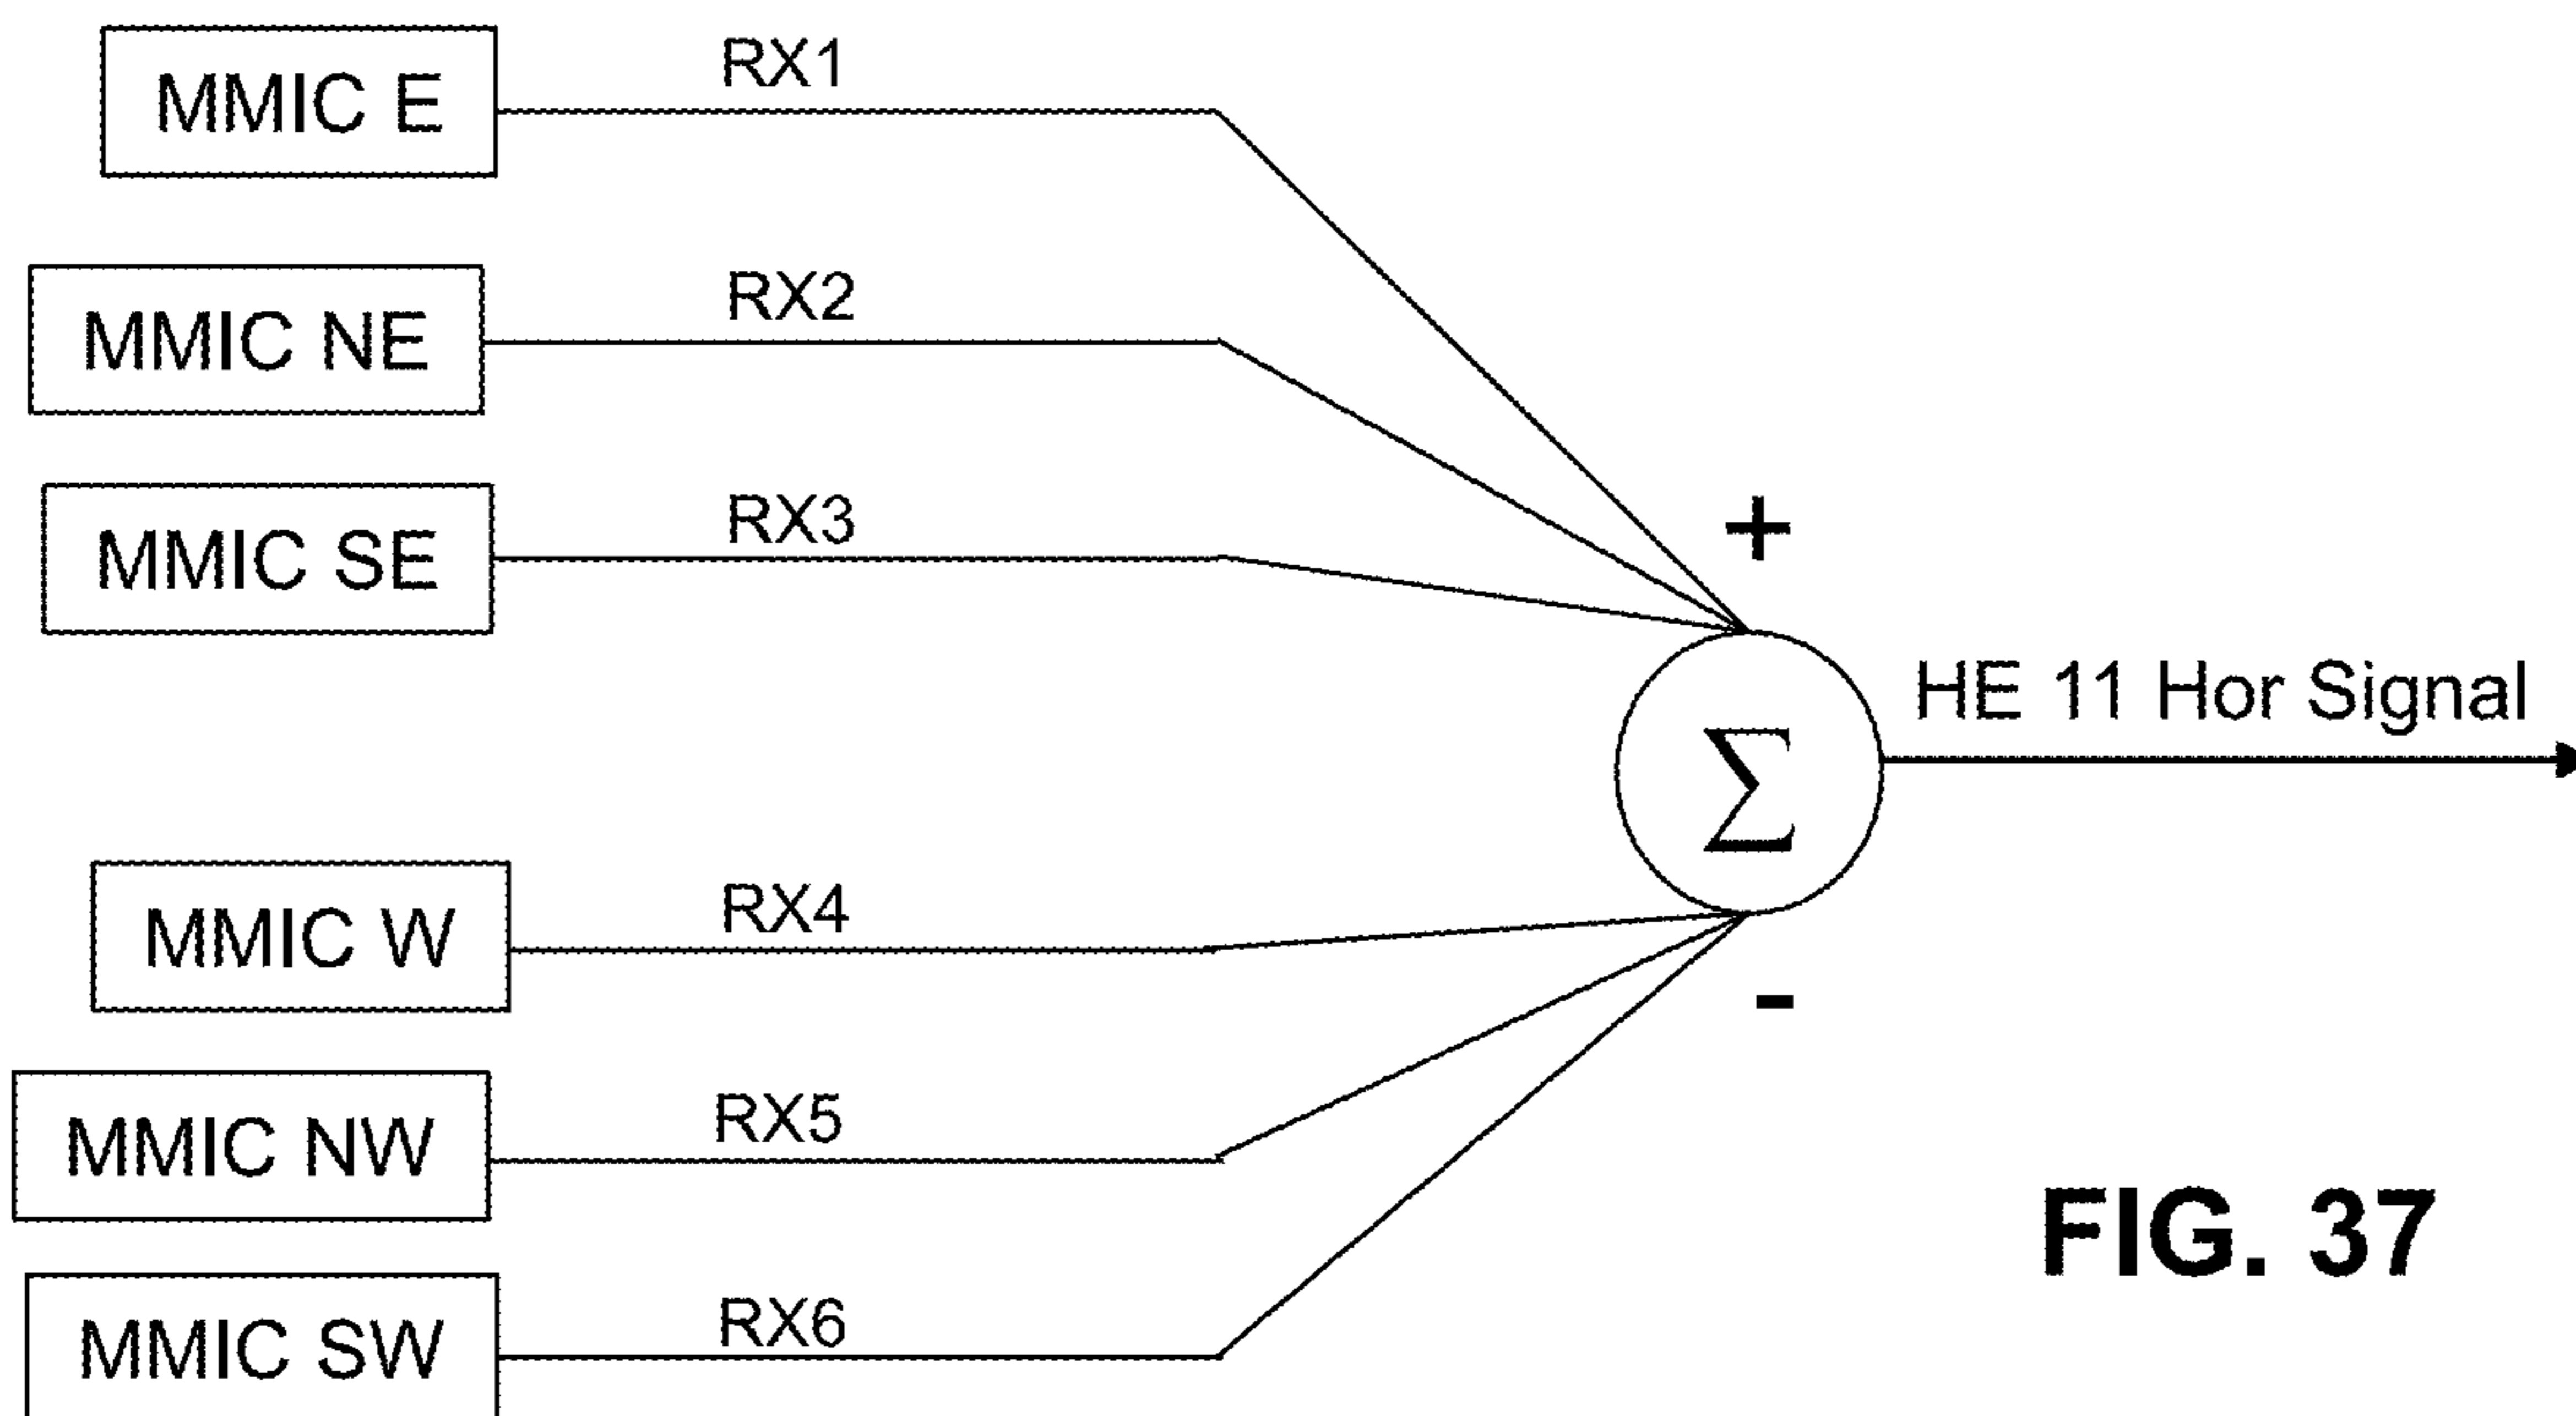 MMIC E
RX1
MMIC NE
RX2
MMIC SE
RX3
+
Σ
HE 11 Hor Signal
MMIC W
RX4
-
MMIC NW
RX5
MMIC SW
RX6
FIG. 37